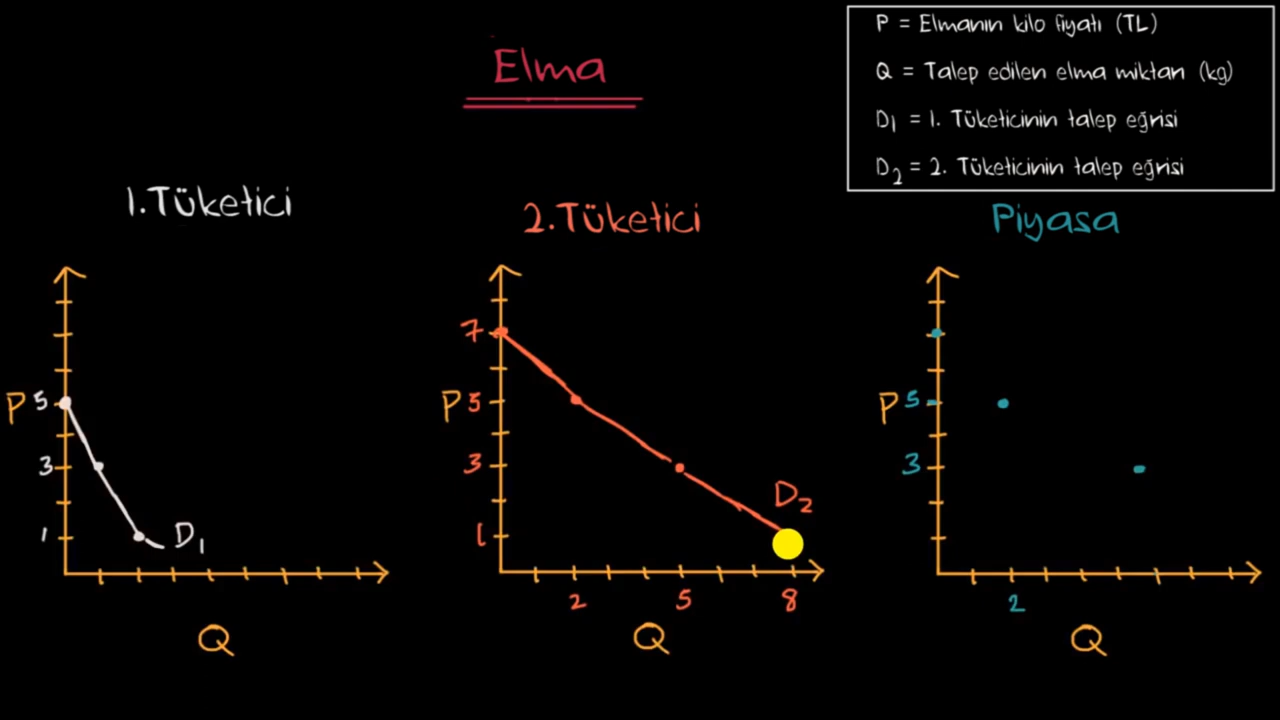 Elma
P = Elmanın kilo fiyatı (TL)
Q = Talep edilen elma miktarı (kg)
D1 = 1. Tüketicinin talep eğrisi
D2 = 2. Tüketicinin talep eğrisi
1.Tüketici
P
5
3
1
D1
Q
2.Tüketici
7
P
5
3
1
D2
2 5 8
Q
Piyasa
P
5
3
2
Q